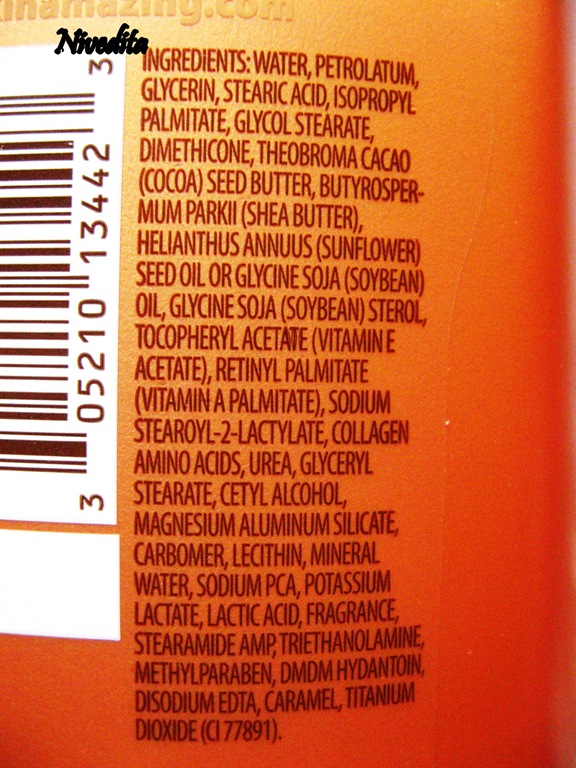 inamazing.com
Nivedita
INGREDIENTS: WATER, PETROLATUM,
GLYCERIN, STEARIC ACID, ISOPROPYL
PALMITATE, GLYCOL STEARATE,
DIMETHICONE, THEOBROMA CACAO
(COCOA) SEED BUTTER, BUTYROSPER-
MUM PARKII (SHEA BUTTER),
HELIANTHUS ANNUUS (SUNFLOWER)
SEED OIL OR GLYCINE SOJA (SOYBEAN)
OIL, GLYCINE SOJA (SOYBEAN) STEROL,
TOCOPHERYL ACETATE (VITAMIN E
ACETATE), RETINYL PALMITATE
(VITAMIN A PALMITATE), SODIUM
STEAROYL-2-LACTYLATE, COLLAGEN
AMINO ACIDS, UREA, GLYCERYL
STEARATE, CETYL ALCOHOL,
MAGNESIUM ALUMINUM SILICATE,
CARBOMER, LECITHIN, MINERAL
WATER, SODIUM PCA, POTASSIUM
LACTATE, LACTIC ACID, FRAGRANCE,
STEARAMIDE AMP, TRIETHANOLAMINE,
METHYLPARABEN, DMDM HYDANTOIN,
DISODIUM EDTA, CARAMEL, TITANIUM
DIOXIDE (CI 77891).
3 05210 13442 3